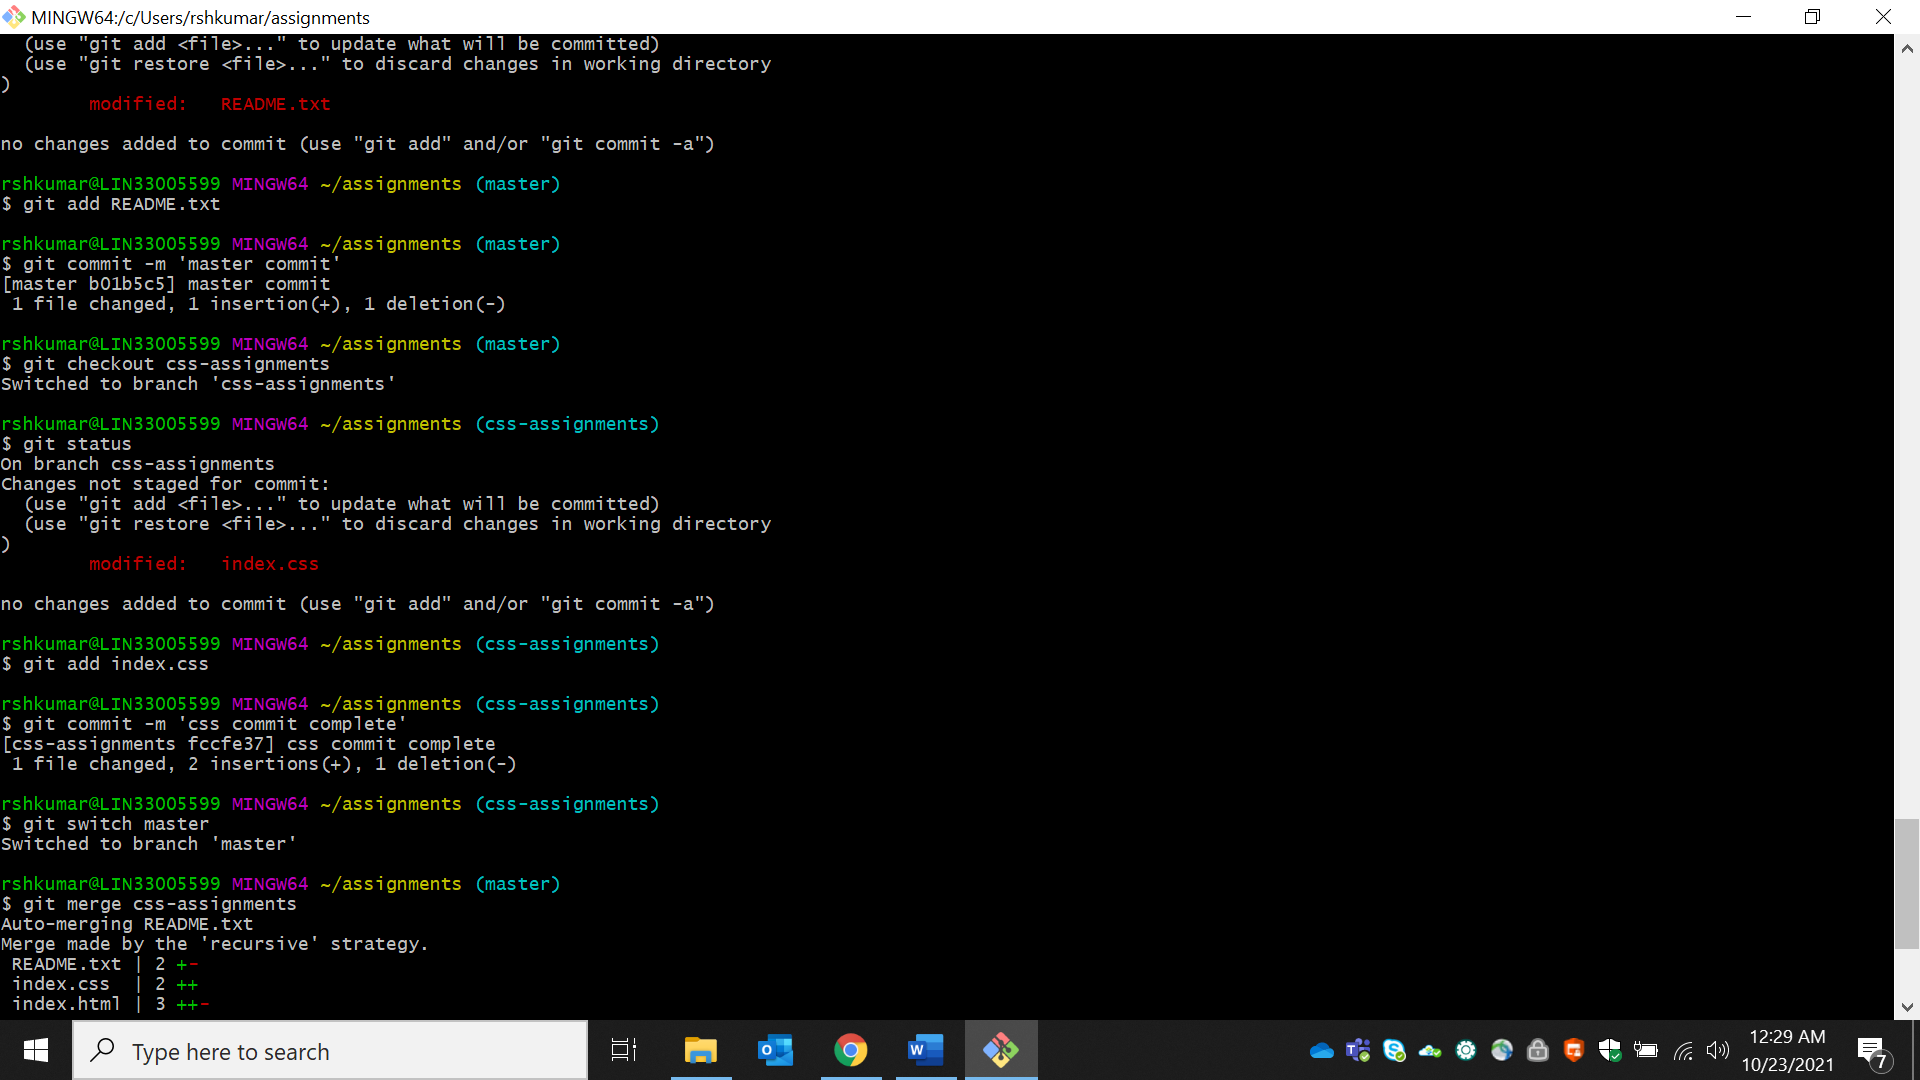 MINGW64:/c/Users/rshkumar/assignments
  (use "git add <file>..." to update what will be committed)
  (use "git restore <file>..." to discard changes in working directory
)
        modified:   README.txt
no changes added to commit (use "git add" and/or "git commit -a")
rshkumar@LIN33005599 MINGW64 ~/assignments (master)
$ git add README.txt
rshkumar@LIN33005599 MINGW64 ~/assignments (master)
$ git commit -m 'master commit'
[master b01b5c5] master commit
 1 file changed, 1 insertion(+), 1 deletion(-)
rshkumar@LIN33005599 MINGW64 ~/assignments (master)
$ git checkout css-assignments
Switched to branch 'css-assignments'
rshkumar@LIN33005599 MINGW64 ~/assignments (css-assignments)
$ git status
On branch css-assignments
Changes not staged for commit:
  (use "git add <file>..." to update what will be committed)
  (use "git restore <file>..." to discard changes in working directory
)
        modified:   index.css
no changes added to commit (use "git add" and/or "git commit -a")
rshkumar@LIN33005599 MINGW64 ~/assignments (css-assignments)
$ git add index.css
rshkumar@LIN33005599 MINGW64 ~/assignments (css-assignments)
$ git commit -m 'css commit complete'
[css-assignments fccfe37] css commit complete
 1 file changed, 2 insertions(+), 1 deletion(-)
rshkumar@LIN33005599 MINGW64 ~/assignments (css-assignments)
$ git switch master
Switched to branch 'master'
rshkumar@LIN33005599 MINGW64 ~/assignments (master)
$ git merge css-assignments
Auto-merging README.txt
Merge made by the 'recursive' strategy.
 README.txt | 2 +-
 index.css  | 2 ++
 index.html | 3 ++-
Type here to search
12:29 AM
10/23/2021
7